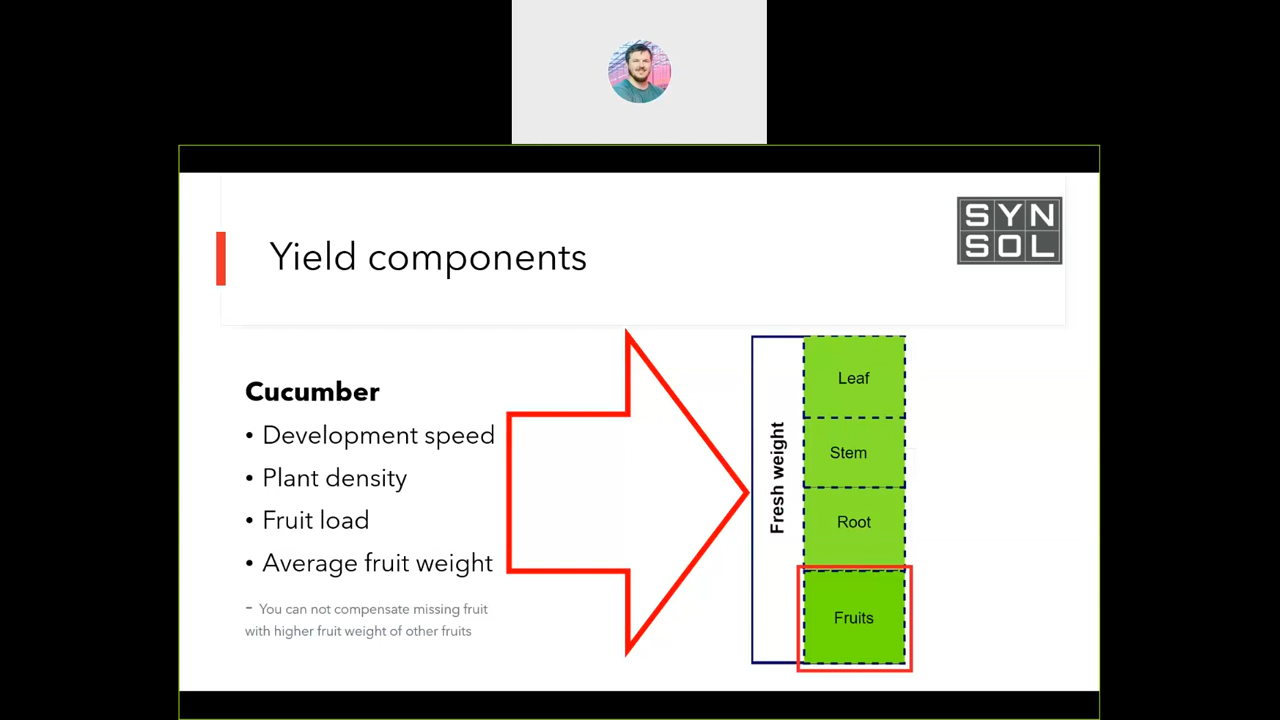 SYN
SOL
Yield components
Cucumber
• Development speed
• Plant density
• Fruit load
• Average fruit weight
- You can not compensate missing fruit
with higher fruit weight of other fruits
Fresh weight
Leaf
Stem
Root
Fruits